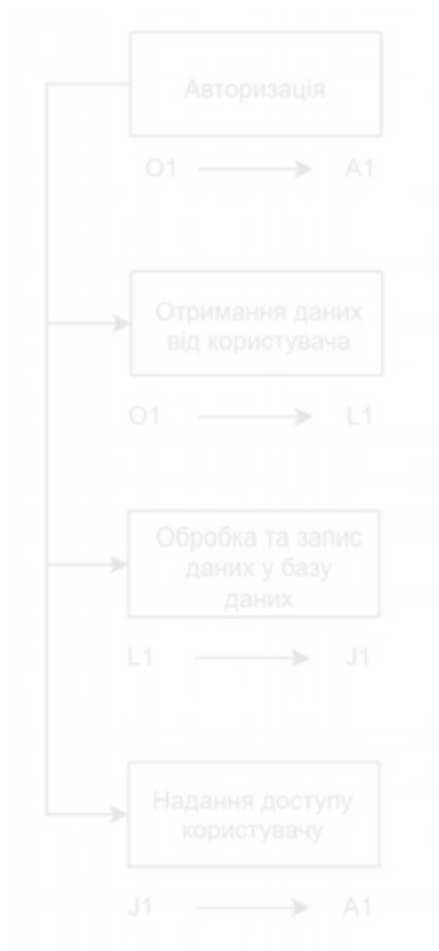 Авторизація
O1 A1
Отримання даних
від користувача
O1 L1
Обробка та запис
даних у базу
даних
L1 J1
Надання доступу
користувачу
J1 A1